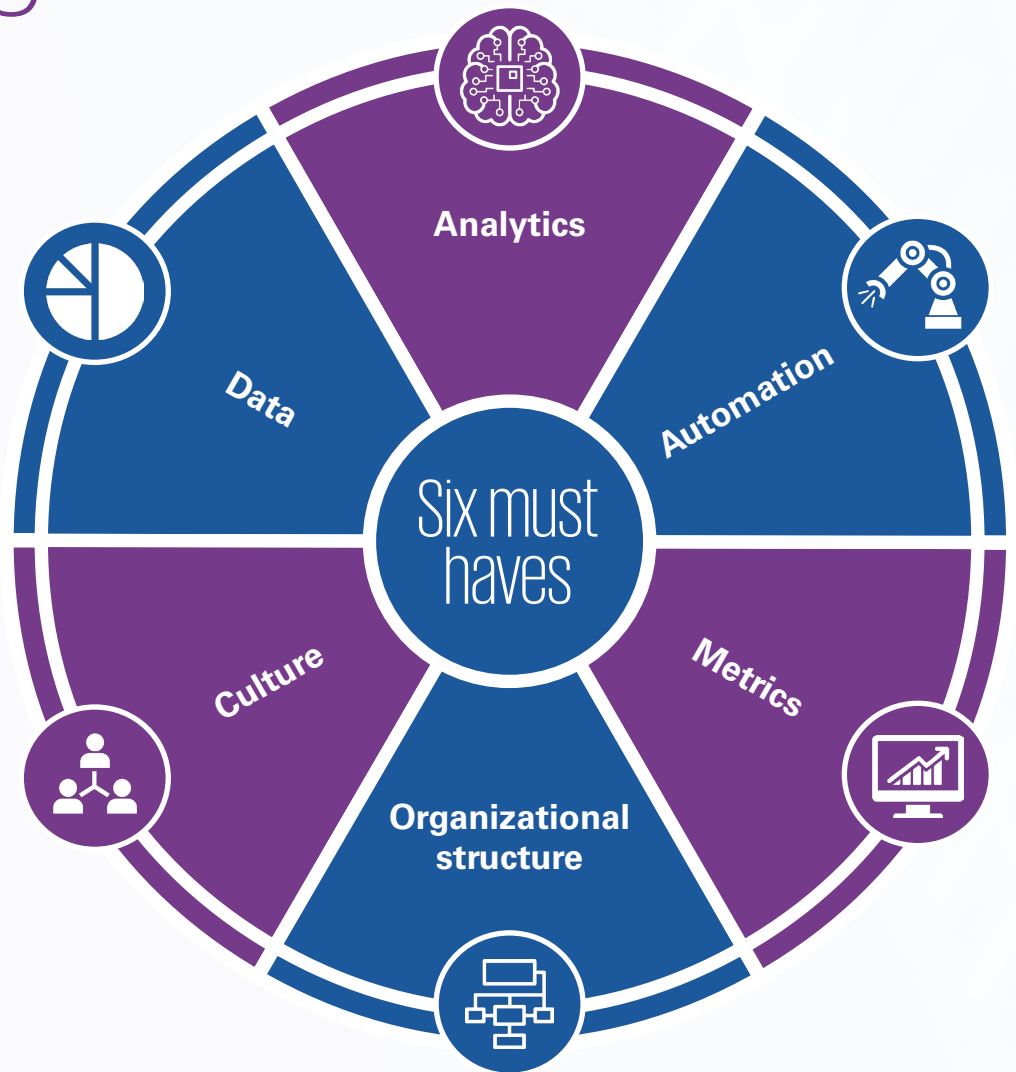 Analytics
Automation
Metrics
Organizational
structure
Culture
Data
Six must
haves